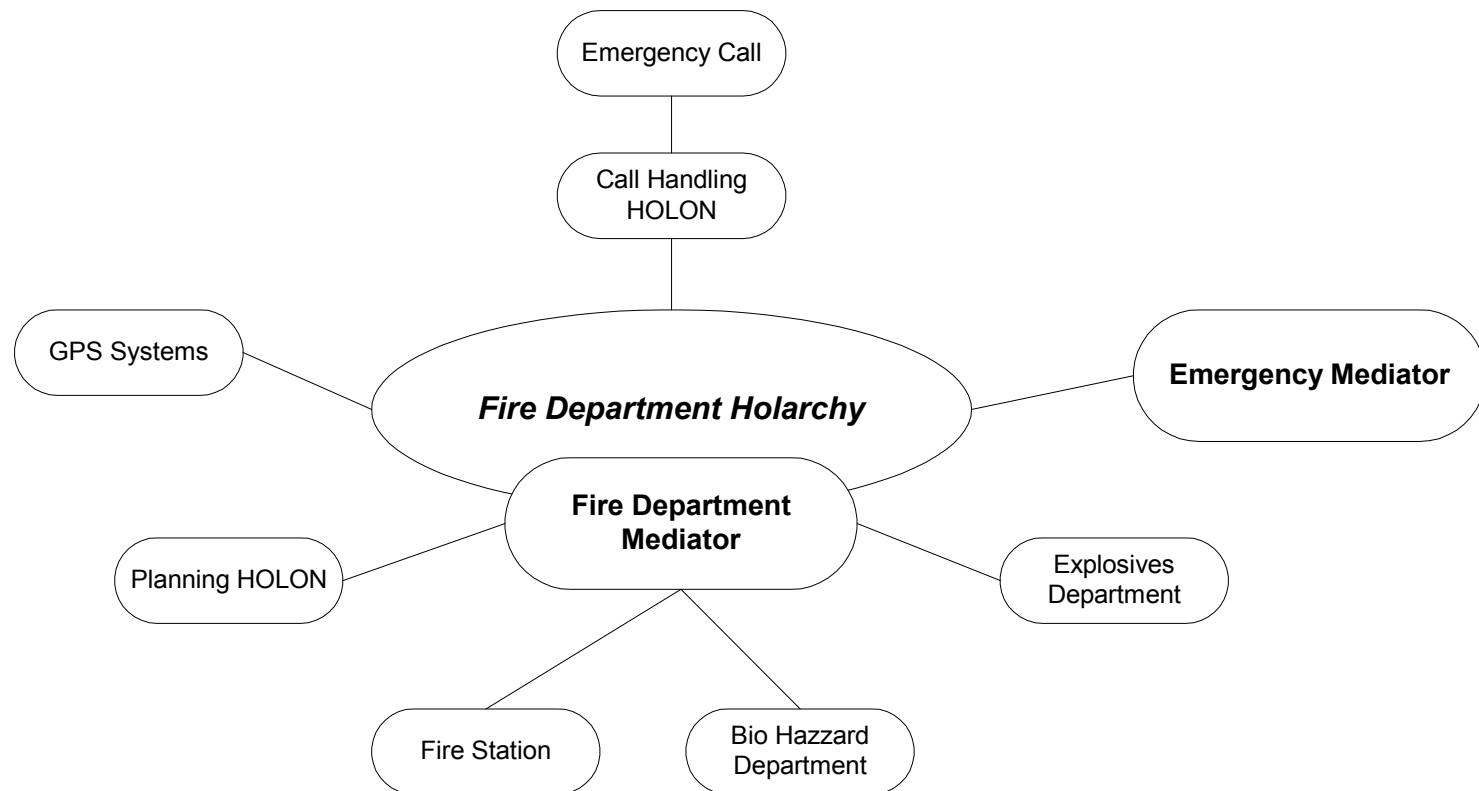 Emergency Call
Call Handling
HOLON
GPS Systems
Emergency Mediator
Fire Department Holarchy
Fire Department
Mediator
Planning HOLON
Explosives
Department
Fire Station
Bio Hazzard
Department